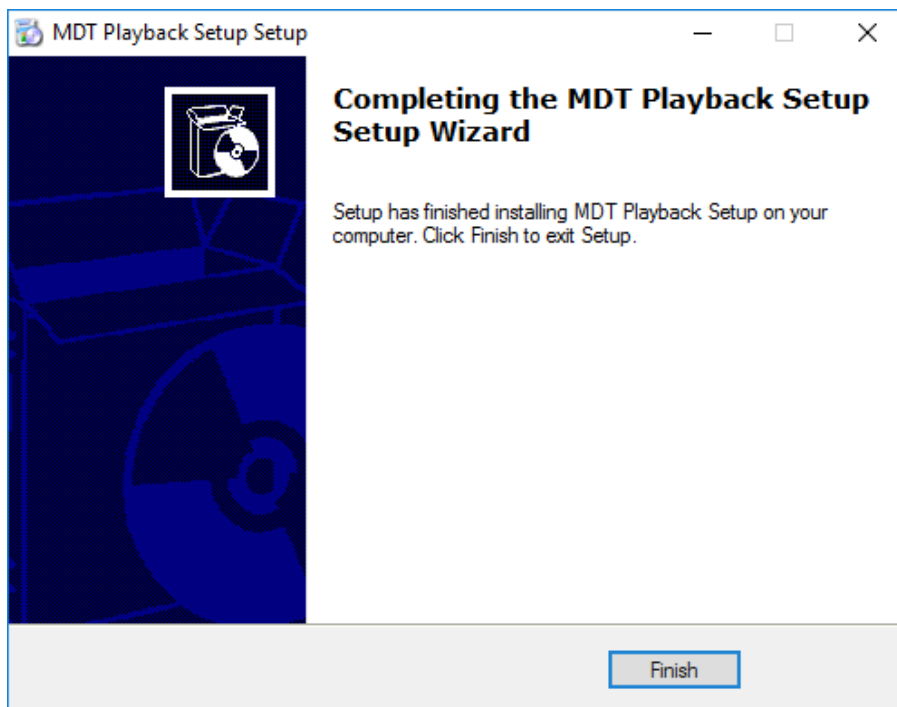 MDT Playback Setup Setup
Completing the MDT Playback Setup
Setup Wizard
Setup has finished installing MDT Playback Setup on your
computer. Click Finish to exit Setup.
Finish